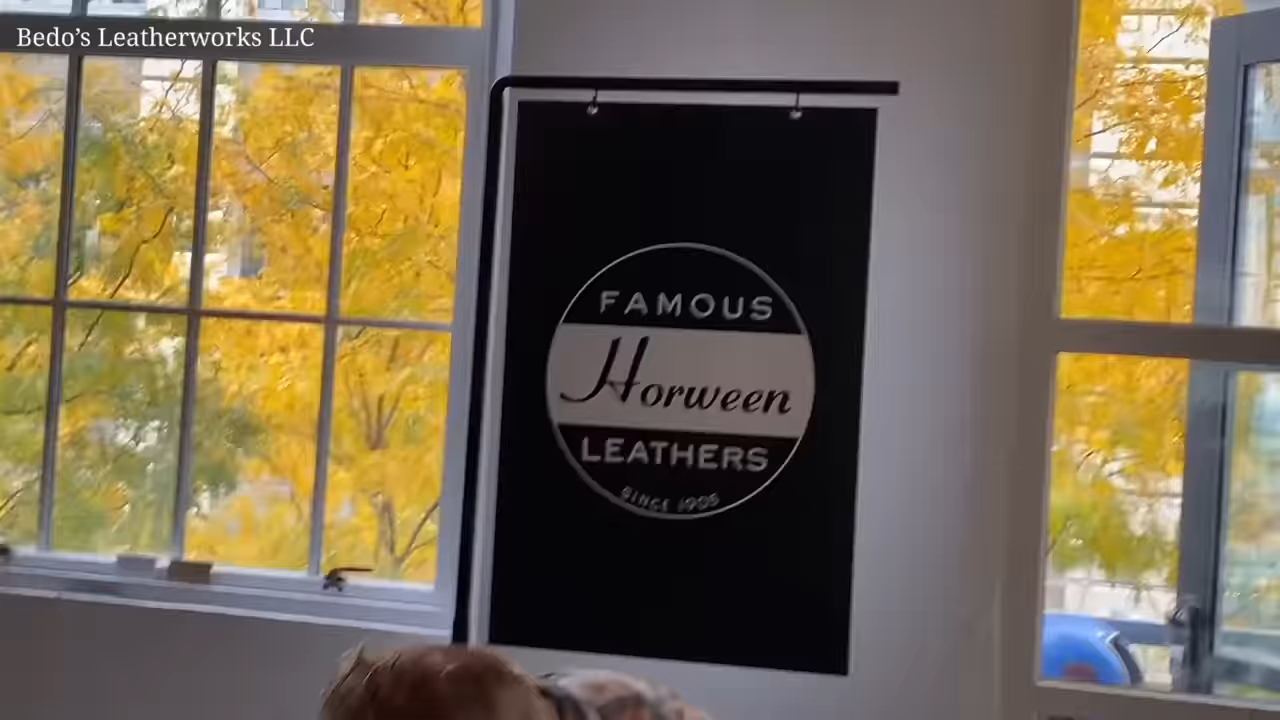 Bedo's Leatherworks LLC
FAMOUS
Horween
LEATHERS
SINCE 1905